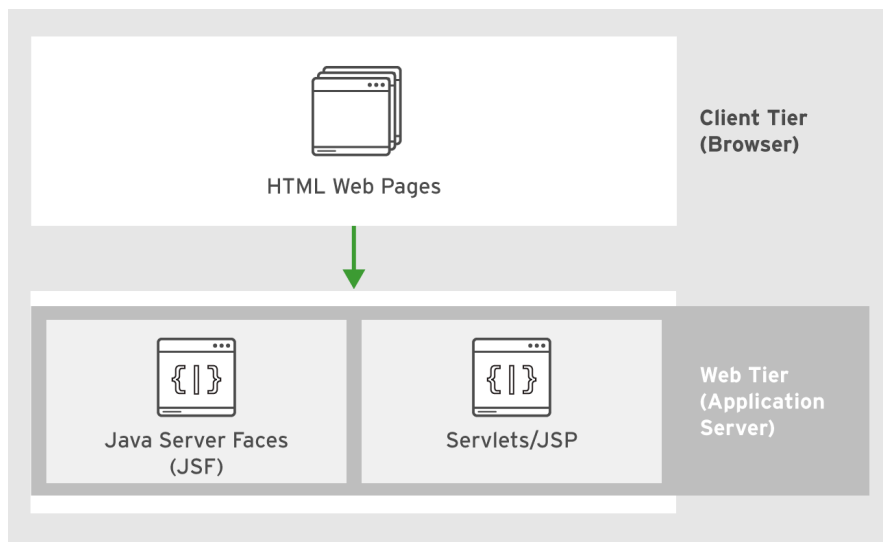 HTML Web Pages
Client Tier
(Browser)
Java Server Faces
(JSF)
Servlets/JSP
Web Tier
(Application
Server)